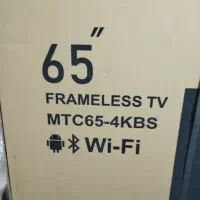 65"
FRAMELESS TV
MTC65-4KBS
Wi-Fi